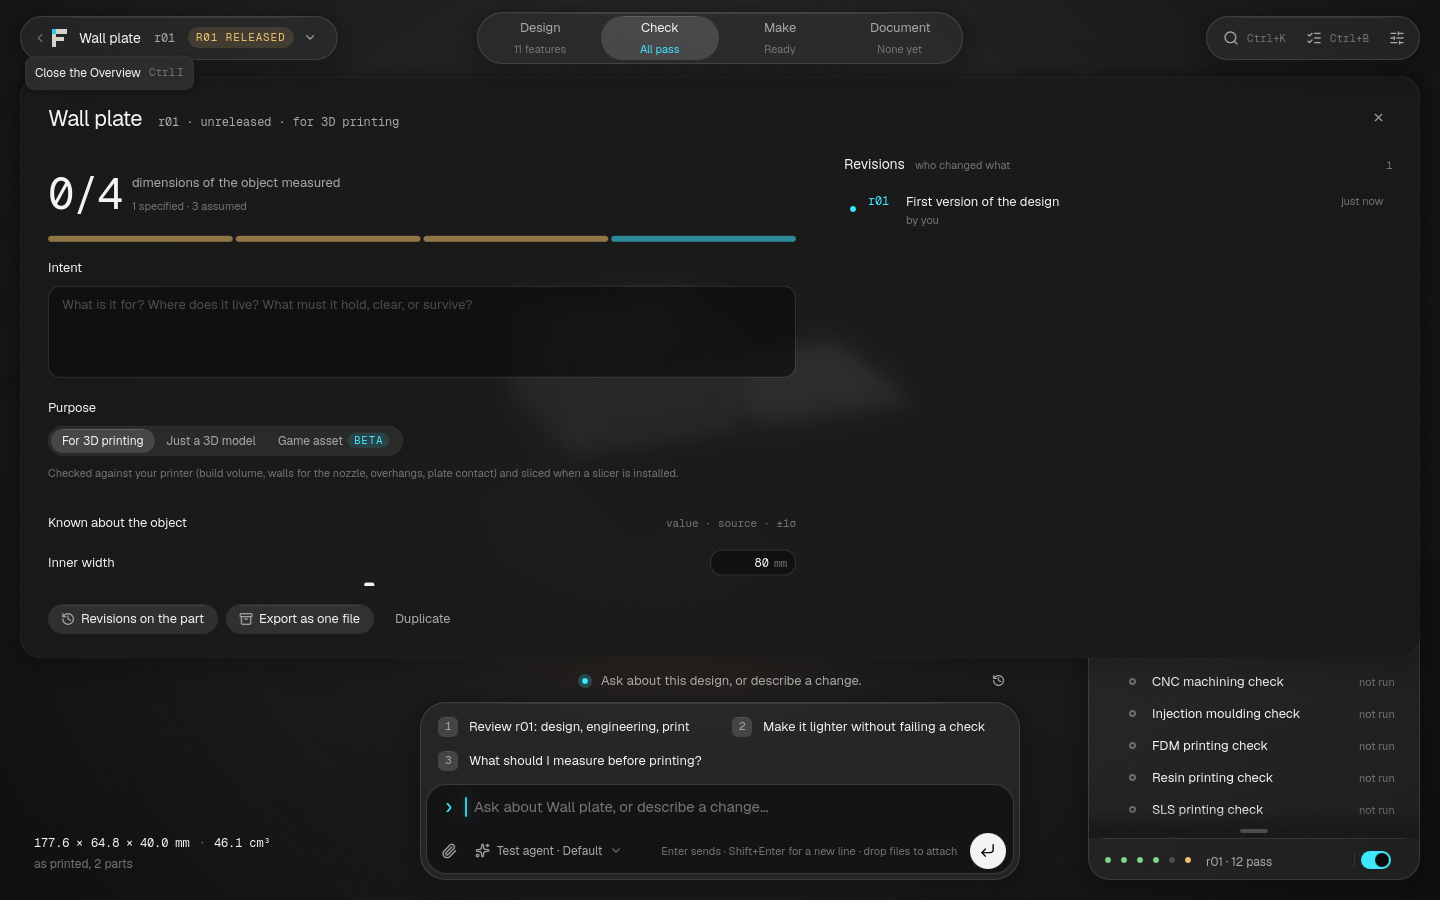 Wall plate r01 R01 RELEASED
Design
11 features
Check
All pass
Make
Ready
Document
None yet
Ctrl+K Ctrl+B
Close the Overview Ctrl I
Wall plate r01 · unreleased · for 3D printing
0/4 dimensions of the object measured
1 specified · 3 assumed
Intent
What is it for? Where does it live? What must it hold, clear, or survive?
Purpose
For 3D printing Just a 3D model Game asset BETA
Checked against your printer (build volume, walls for the nozzle, overhangs, plate contact) and sliced when a slicer is installed.
Known about the object value · source · ±1σ
Inner width 80 mm
Revisions on the part Export as one file Duplicate
Revisions who changed what 1
r01 First version of the design just now
by you
Ask about this design, or describe a change.
1 Review r01: design, engineering, print
2 Make it lighter without failing a check
3 What should I measure before printing?
Ask about Wall plate, or describe a change...
Test agent · Default Enter sends · Shift+Enter for a new line · drop files to attach
177.6 × 64.8 × 40.0 mm · 46.1 cm³
as printed, 2 parts
CNC machining check not run
Injection moulding check not run
FDM printing check not run
Resin printing check not run
SLS printing check not run
r01 · 12 pass